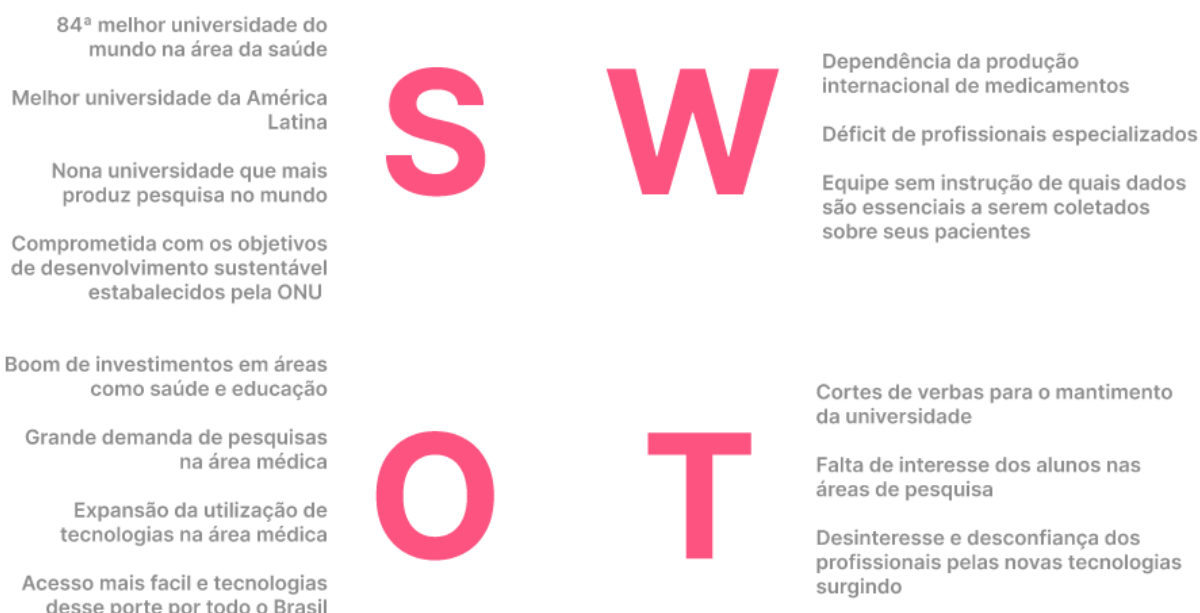 84ª melhor universidade do
mundo na área da saúde
Melhor universidade da América
Latina
Nona universidade que mais
produz pesquisa no mundo
Comprometida com os objetivos
de desenvolvimento sustentável
estabalecidos pela ONU
S
W
Dependência da produção
internacional de medicamentos
Déficit de profissionais especializados
Equipe sem instrução de quais dados
são essenciais a serem coletados
sobre seus pacientes
Boom de investimentos em áreas
como saúde e educação
Grande demanda de pesquisas
na área médica
Expansão da utilização de
tecnologias na área médica
Acesso mais facil e tecnologias
desse porte por todo o Brasil
O
T
Cortes de verbas para o mantimento
da universidade
Falta de interesse dos alunos nas
áreas de pesquisa
Desinteresse e desconfiança dos
profissionais pelas novas tecnologias
surgindo